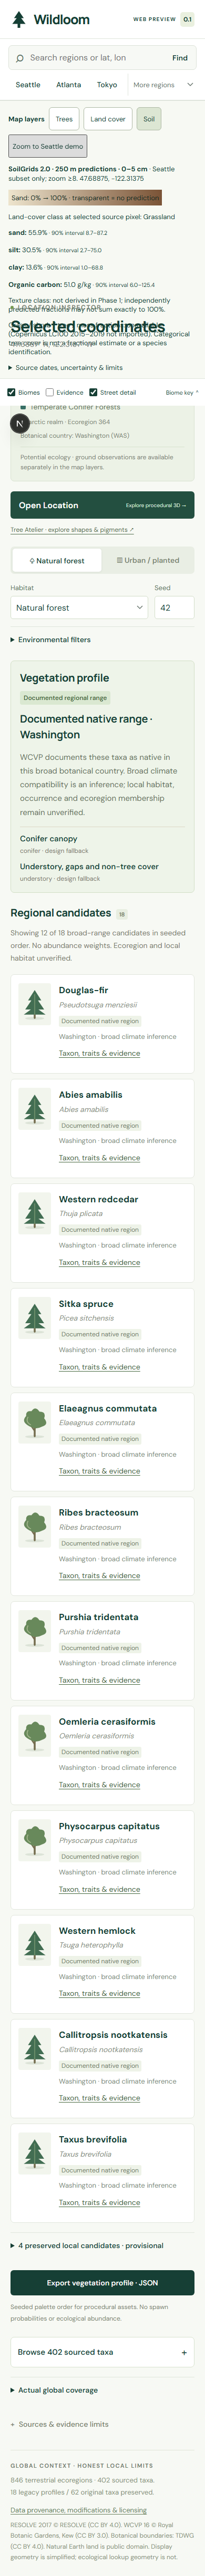 Wildloom
WEB PREVIEW 0.1
Search regions or lat, lon
Find
Seattle Atlanta Tokyo More regions
Map layers Trees Land cover Soil
Zoom to Seattle demo
SoilGrids 2.0 · 250 m predictions · 0–5 cm · Seattle
subset only; zoom ≥8. 47.68875, -122.31375
Sand: 0% → 100% · transparent = no prediction
Land-cover class at selected source pixel: Grassland
sand: 55.9% · 90% interval 8.7–87.2
silt: 30.5% · 90% interval 2.7–75.0
clay: 13.6% · 90% interval 1.0–68.8
Organic carbon: 51.0 g/kg · 90% interval 6.0–125.4
Texture class: not derived in Phase 1; independently
predicted fractions may not sum exactly to 100%.
LOCATION INSPECTOR
Selected coordinates
identification.
Source dates, uncertainty & limits
Biomes Evidence Street detail Biome key
Temperate Conifer Forests
Nearctic realm · Ecoregion 364
Botanical country: Washington (WAS)
Potential ecology · ground observations are available
separately in the map layers.
Open Location Explore procedural 3D →
Tree Atelier · explore shapes & pigments ↗
Natural forest Urban / planted
Habitat Seed
Natural forest 42
Environmental filters
Vegetation profile
Documented regional range
Documented native range ·
Washington
WCVP documents these taxa as native in
this broad botanical country. Broad climate
compatibility is an inference; local habitat,
occurrence and ecoregion membership
remain unverified.
Conifer canopy
conifer · design fallback
Understory, gaps and non-tree cover
understory · design fallback
Regional candidates 18
Showing 12 of 18 broad-range candidates in seeded
order. No abundance weights. Ecoregion and local
habitat unverified.
Douglas-fir
Pseudotsuga menziesii
Documented native region
Washington · broad climate inference
Taxon, traits & evidence
Abies amabilis
Abies amabilis
Documented native region
Washington · broad climate inference
Taxon, traits & evidence
Western redcedar
Thuja plicata
Documented native region
Washington · broad climate inference
Taxon, traits & evidence
Sitka spruce
Picea sitchensis
Documented native region
Washington · broad climate inference
Taxon, traits & evidence
Elaeagnus commutata
Elaeagnus commutata
Documented native region
Washington · broad climate inference
Taxon, traits & evidence
Ribes bracteosum
Ribes bracteosum
Documented native region
Washington · broad climate inference
Taxon, traits & evidence
Purshia tridentata
Purshia tridentata
Documented native region
Washington · broad climate inference
Taxon, traits & evidence
Oemleria cerasiformis
Oemleria cerasiformis
Documented native region
Washington · broad climate inference
Taxon, traits & evidence
Physocarpus capitatus
Physocarpus capitatus
Documented native region
Washington · broad climate inference
Taxon, traits & evidence
Western hemlock
Tsuga heterophylla
Documented native region
Washington · broad climate inference
Taxon, traits & evidence
Callitropsis nootkatensis
Callitropsis nootkatensis
Documented native region
Washington · broad climate inference
Taxon, traits & evidence
Taxus brevifolia
Taxus brevifolia
Documented native region
Washington · broad climate inference
Taxon, traits & evidence
4 preserved local candidates · provisional
Export vegetation profile · JSON
Seeded palette order for procedural assets. No spawn
probabilities or ecological abundance.
Browse 402 sourced taxa +
Actual global coverage
+ Sources & evidence limits
GLOBAL CONTEXT · HONEST LOCAL LIMITS
846 terrestrial ecoregions · 402 sourced taxa.
18 legacy profiles / 62 original taxa preserved.
Data provenance, modifications & licensing
RESOLVE 2017 © RESOLVE (CC BY 4.0). WCVP 16 © Royal
Botanic Gardens, Kew (CC BY 3.0). Botanical boundaries: TDWG
(CC BY 4.0). Natural Earth land is public domain. Display
geometry is simplified; ecological lookup geometry is not.